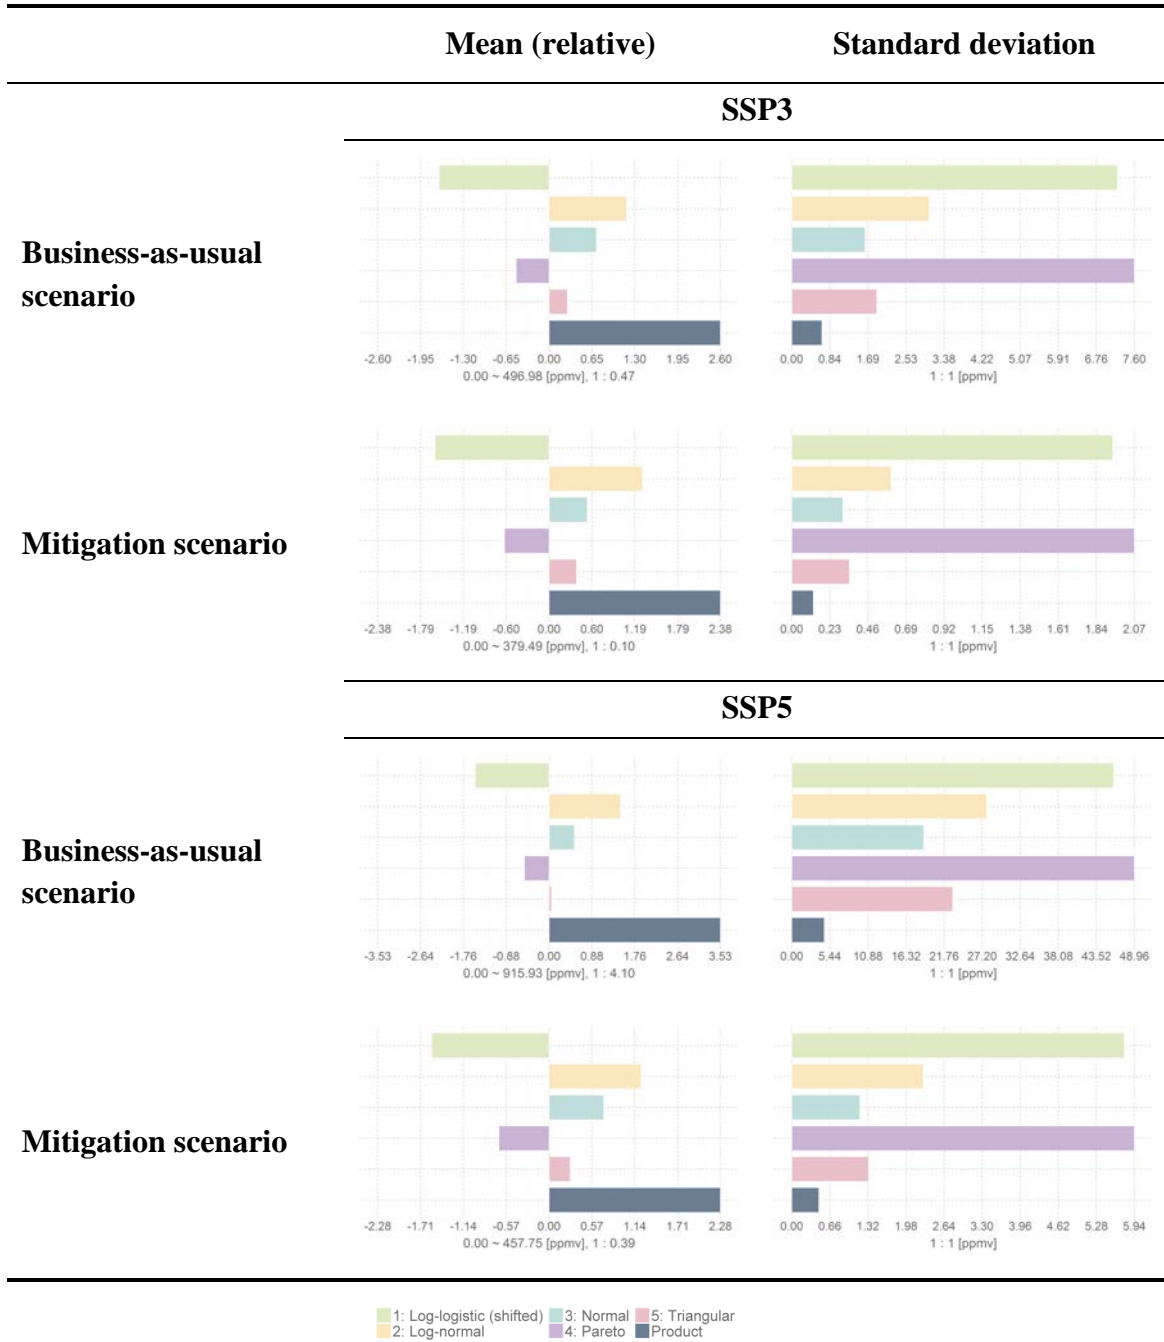 Mean (relative) Standard deviation
SSP3
Business-as-usual
scenario
-2.60 -1.95 -1.30 -0.65 0.00 0.65 1.30 1.95 2.60
0.00 ~ 496.98 [ppmv], 1 : 0.47
0.00 0.84 1.69 2.53 3.38 4.22 5.07 5.91 6.76 7.60
1 : 1 [ppmv]
Mitigation scenario
-2.38 -1.79 -1.19 -0.60 0.00 0.60 1.19 1.79 2.38
0.00 ~ 379.49 [ppmv], 1 : 0.10
0.00 0.23 0.46 0.69 0.92 1.15 1.38 1.61 1.84 2.07
1 : 1 [ppmv]
SSP5
Business-as-usual
scenario
-3.53 -2.64 -1.76 -0.88 0.00 0.88 1.76 2.64 3.53
0.00 ~ 915.93 [ppmv], 1 : 4.10
0.00 5.44 10.88 16.32 21.76 27.20 32.64 38.08 43.52 48.96
1 : 1 [ppmv]
Mitigation scenario
-2.28 -1.71 -1.14 -0.57 0.00 0.57 1.14 1.71 2.28
0.00 ~ 457.75 [ppmv], 1 : 0.39
0.00 0.66 1.32 1.98 2.64 3.30 3.96 4.62 5.28 5.94
1 : 1 [ppmv]
1: Log-logistic (shifted) 3: Normal 5: Triangular
2: Log-normal 4: Pareto Product